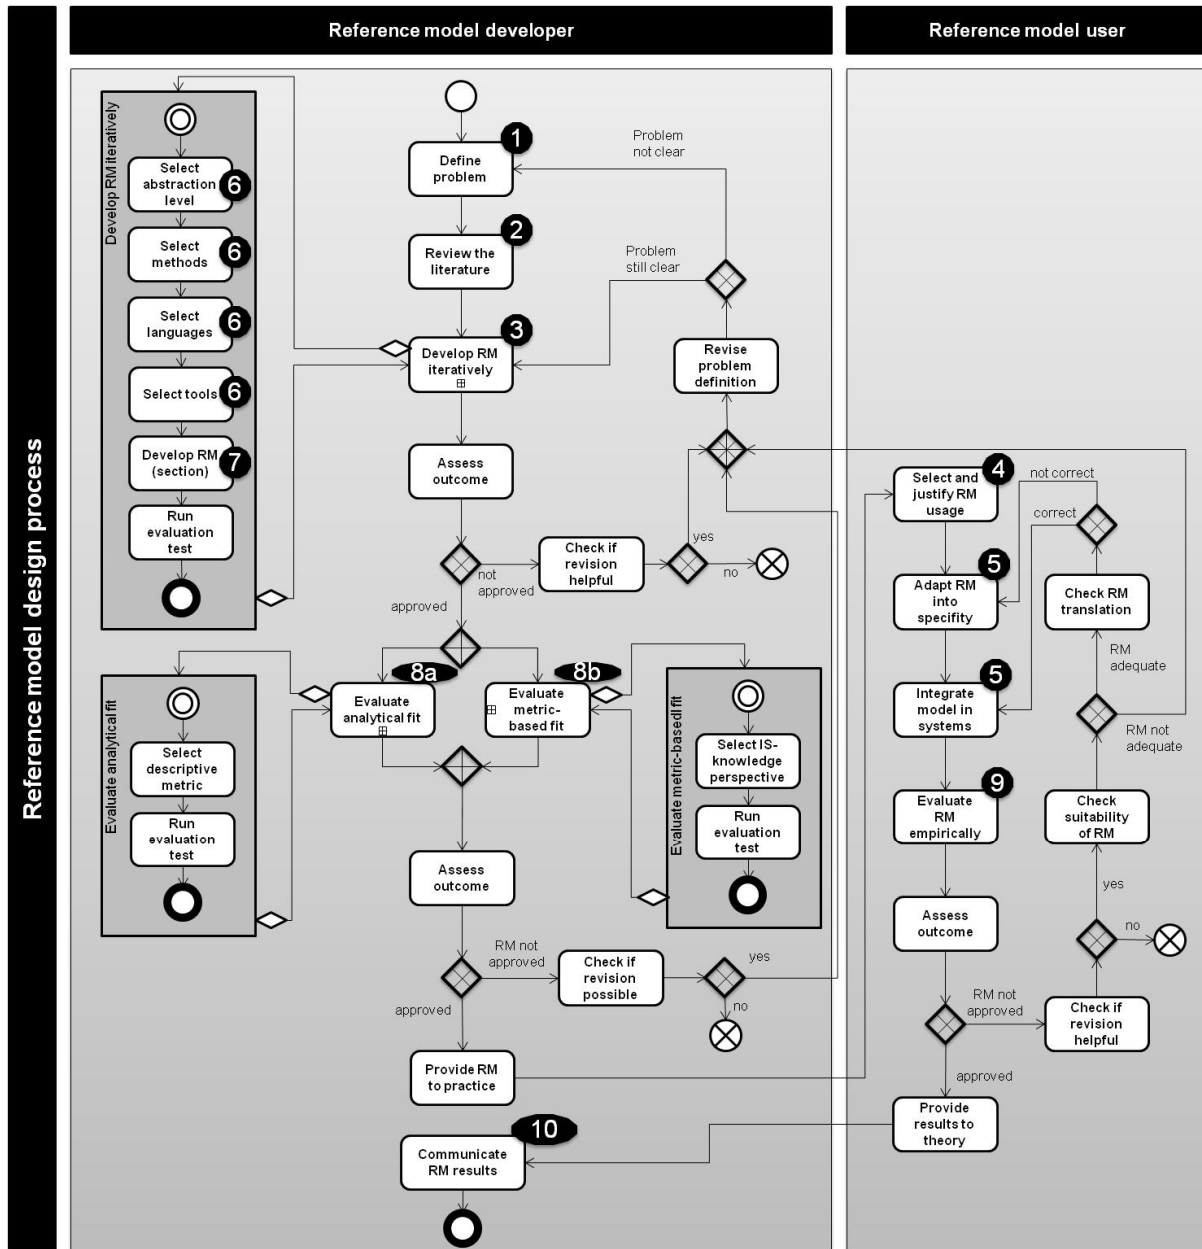 Reference model design process
Reference model developer
Reference model user
Develop RM iteratively
Select
abstraction
level
6
Select
methods
6
Select
languages
6
Select tools
6
Develop RM
(section)
7
Run
evaluation
test
Define
problem
1
Review the
literature
2
Develop RM
iteratively
3
Assess
outcome
Problem
not clear
Problem
still clear
Revise
problem
definition
not
approved
Check if
revision
helpful
yes
no
approved
Evaluate
analytical fit
8a
Evaluate
metric-
based fit
8b
Evaluate analytical fit
Select
descriptive
metric
Run
evaluation
test
Evaluate metric-basedl fit
Select IS-
knowledge
perspective
Run
evaluation
test
Assess
outcome
RM not
approved
Check if
revision
possible
yes
no
approved
Provide RM
to practice
Communicate
RM results
10
Select and
justify RM
usage
4
not correct
correct
Adapt RM
into
specifity
5
Check RM
translation
RM
adequate
Integrate
model in
systems
5
RM not
adequate
Evaluate
RM
empirically
9
Check
suitability
of RM
yes
Assess
outcome
no
RM not
approved
Check if
revision
helpful
approved
Provide
results to
theory